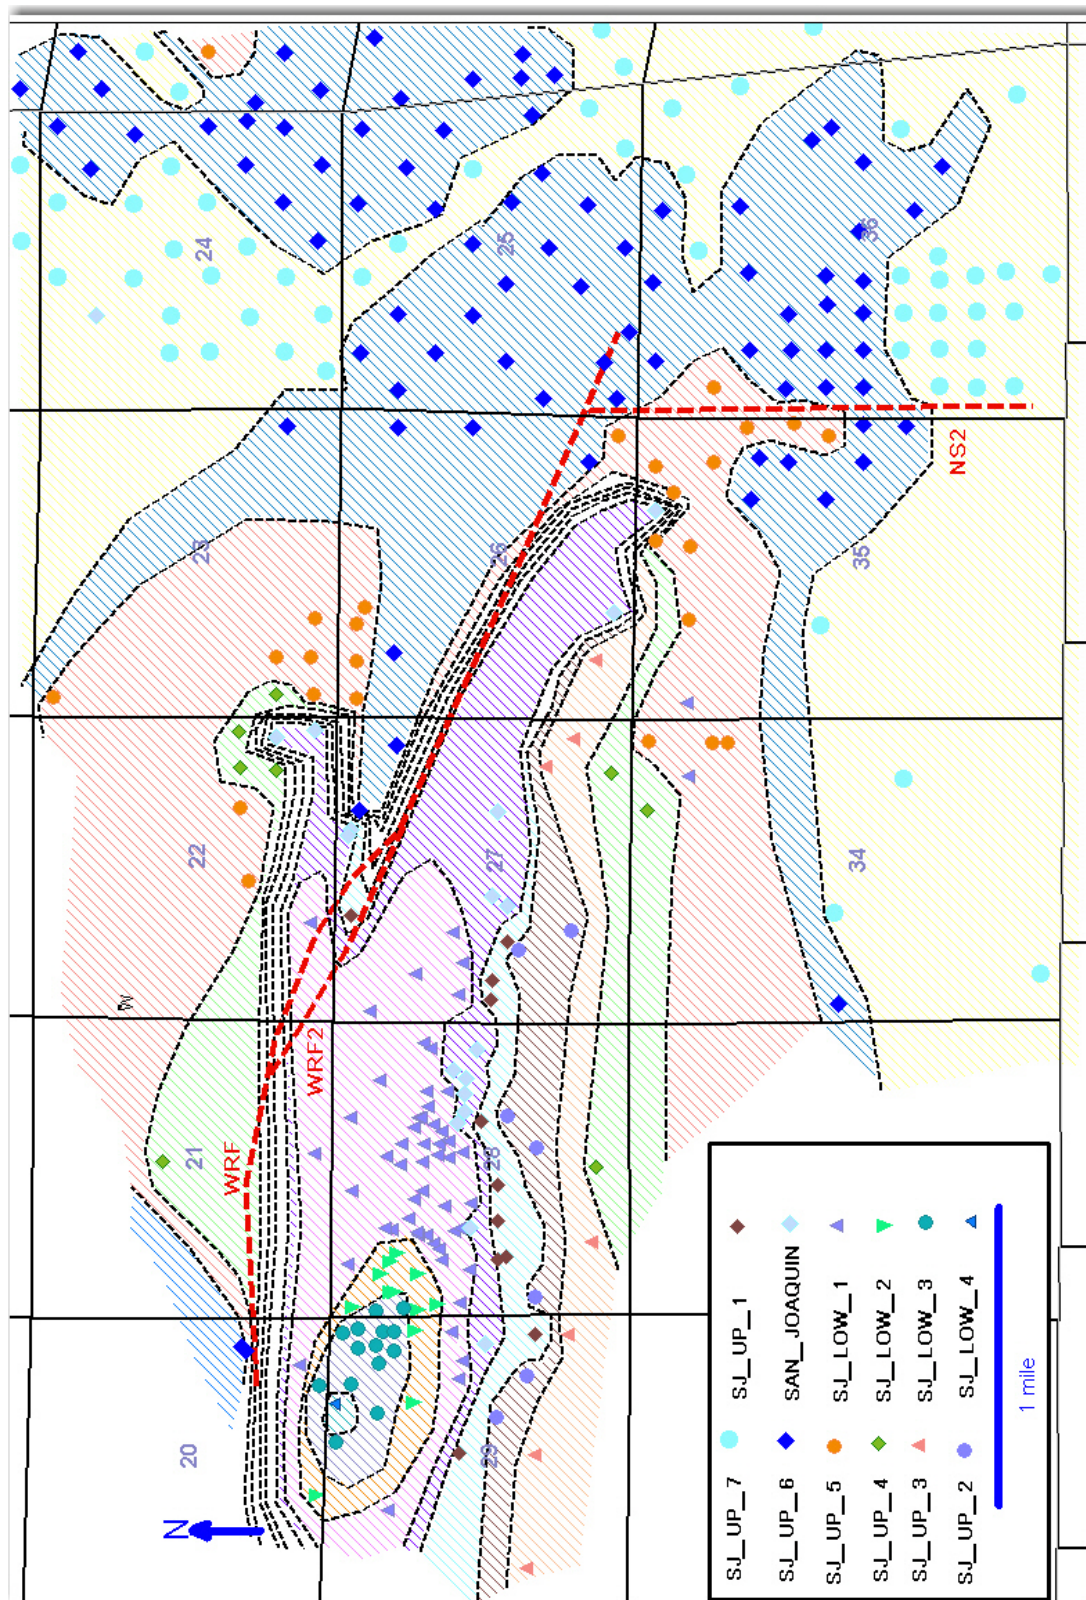 24
25
36
23
26
35
NS2
22
27
34
W
WRF2
21
WRF
28
20
29
N
SJ_UP_7
SJ_UP_6
SJ_UP_5
SJ_UP_4
SJ_UP_3
SJ_UP_2
SJ_UP_1
SAN_JOAQUIN
SJ_LOW_1
SJ_LOW_2
SJ_LOW_3
SJ_LOW_4
1 mile